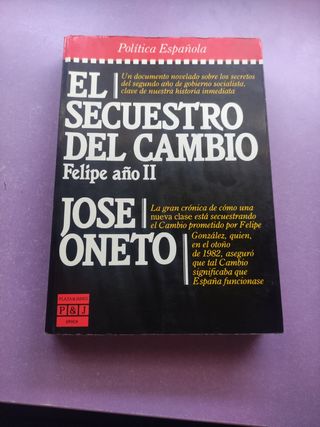 Política Española
EL
Un documento novelado sobre los secretos
del segundo año de gobierno socialista,
clave de nuestra historia inmediata
SECUESTRO
DEL CAMBIO
Felipe año II
JOSE
ONETO
La gran crónica de cómo una
nueva clase está secuestrando
el Cambio prometido por Felipe
González, quien,
en el otoño
de 1982, aseguró
que tal Cambio
significaba que
España funcionase
PLAZA & JANES
P & J